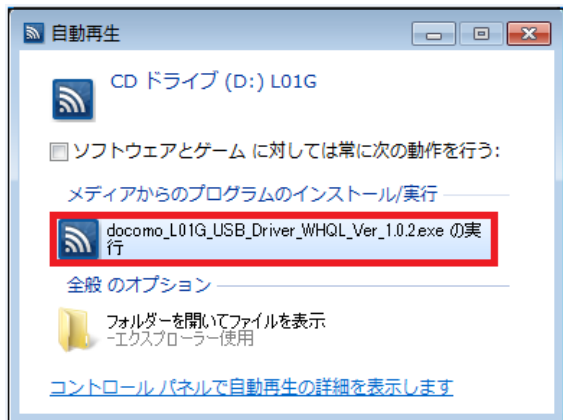 自動再生
CD ドライブ (D:) L01G
ソフトウェアとゲーム に対しては常に次の動作を行う:
メディアからのプログラムのインストール/実行
docomo_L01G_USB_Driver_WHQL_Ver_1.0.2.exe の実
行
全般 のオプション
フォルダーを開いてファイルを表示
-エクスプローラー使用
コントロール パネルで自動再生の詳細を表示します